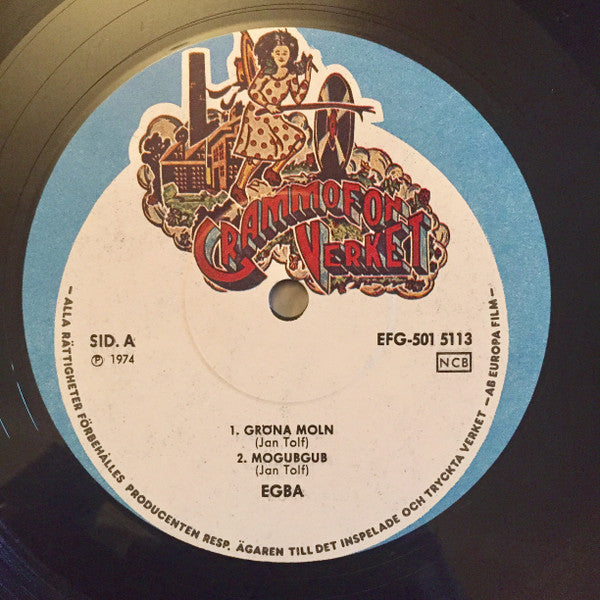 GRAMMOFON
VERKET
SID. A
Ⓟ 1974
EFG-501 5113
NCB
1. GRÖNA MOLN
(Jan Tolf)
2. MOGUBGUB
(Jan Tolf)
EGBA
–ALLA RÄTTIGHETER FÖRBEHÅLLES PRODUCENTEN RESP. ÄGAREN TILL DET INSPELADE OCH TRYCKTA VERKET –AB EUROPA FILM–